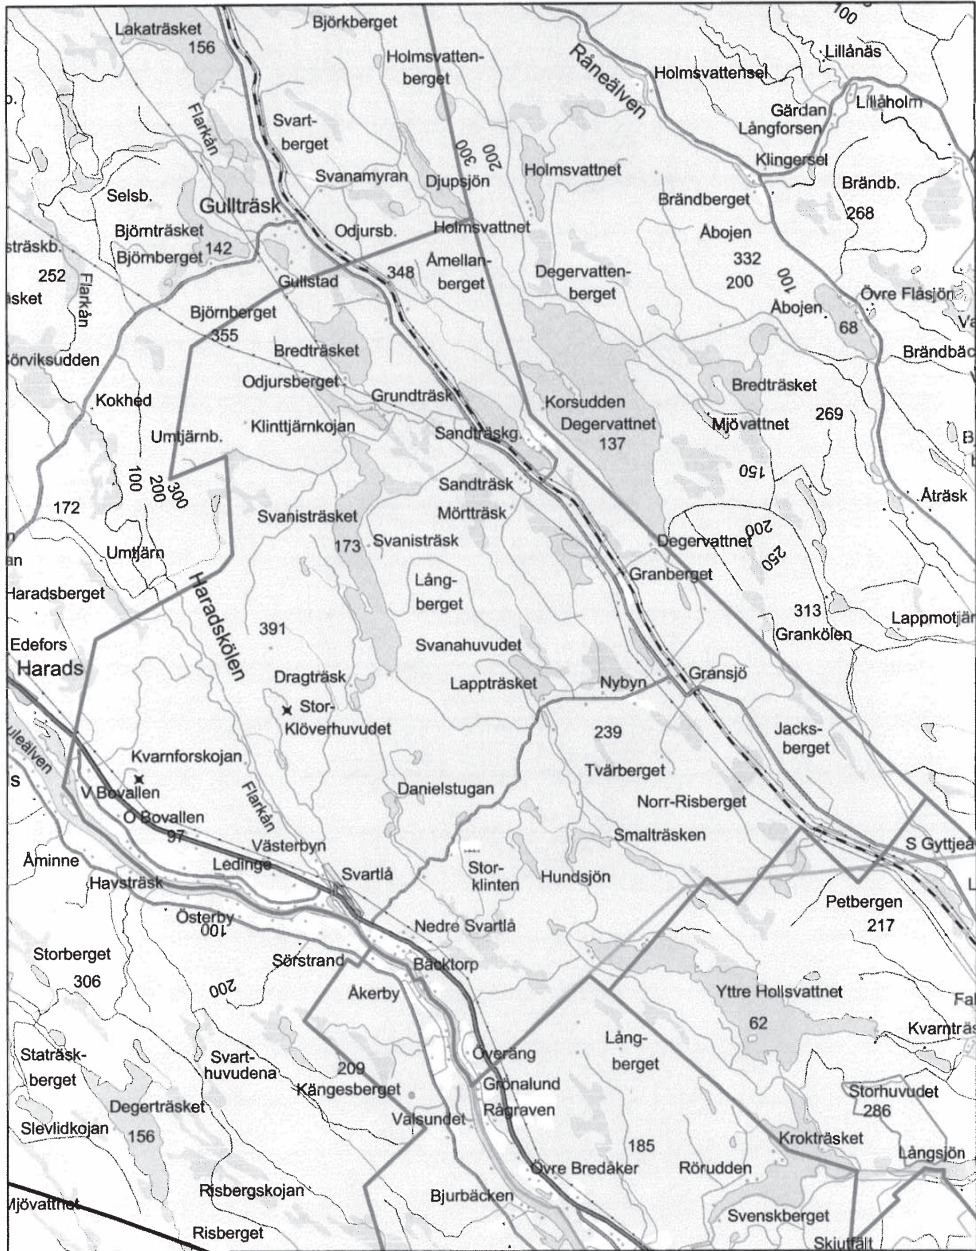 Lakaträsket
156
Björkberget
100
Holmsvatten-
berget
Råneälven
Lillånäs
Holmsvattensel
Gärdan
Lillåholm
Långforsen
Flarkån
Svart-
berget
300
200
Klingersel
Holmsvattnet
Svanamyran
Djupsjön
Brändb.
268
Selsb.
Gullträsk
Brändberget
Björnträsket
142
Odjursb.
Holmsvattnet
Åbojen
Björnberget
332
200
100
sträskb.
252
Flarkån
Gullstad
348
Åmellan-
berget
Degervatten-
berget
Övre Flåsjön
Åbojen
68
Björnberget
355
Bredträsket
Brändbäc
Sörviksudden
Odjursberget
Bredträsket
Kokhed
Grundträsk
Korsudden
Degervattnet
137
Mjövattnet
269
Umtjärnb.
Klinttjärnkojan
Sandträskg.
100
200
300
150
Sandträsk
Åträsk
172
Svanisträsket
Mörtträsk
200
250
173
Svanisträsk
Degervattnet
Umtjärn
an
Granberget
Haradsberget
Lång-
berget
Haradskölen
313
Grankölen
Lappmotjär
391
Edefors
Svanahuvudet
Harads
Dragträsk
Lappträsket
Nybyn
Gransjö
Stor-
Klöverhuvudet
239
Jacks-
berget
uleälven
Kvarnforskojan
Tvärberget
s
V Bovallen
Danielstugan
Flarkån
Norr-Risberget
Ö Bovallen
97
Västerbyn
Smalträsken
S Gyttjea
Åminne
Ledinge
Svartlå
Stor-
klinten
Hundsjön
Havsträsk
Petbergen
217
Österby
100
Nedre Svartlå
Storberget
306
Sörstrand
Bäcktorp
200
Åkerby
Yttre Holsvattnet
62
Fal
Kvarnträs
Staträsk-
berget
Svart-
huvudena
Överäng
Lång-
berget
209
Kängesberget
Grönalund
Storhuvudet
286
Degerträsket
156
Rågraven
Valsundet
Slevlidkojan
185
Krokträsket
Långsjön
Övre Bredåker
Rörudden
Risbergskojan
Bjurbäcken
Mjövattnet
Svenskberget
Risberget
Skjutfält